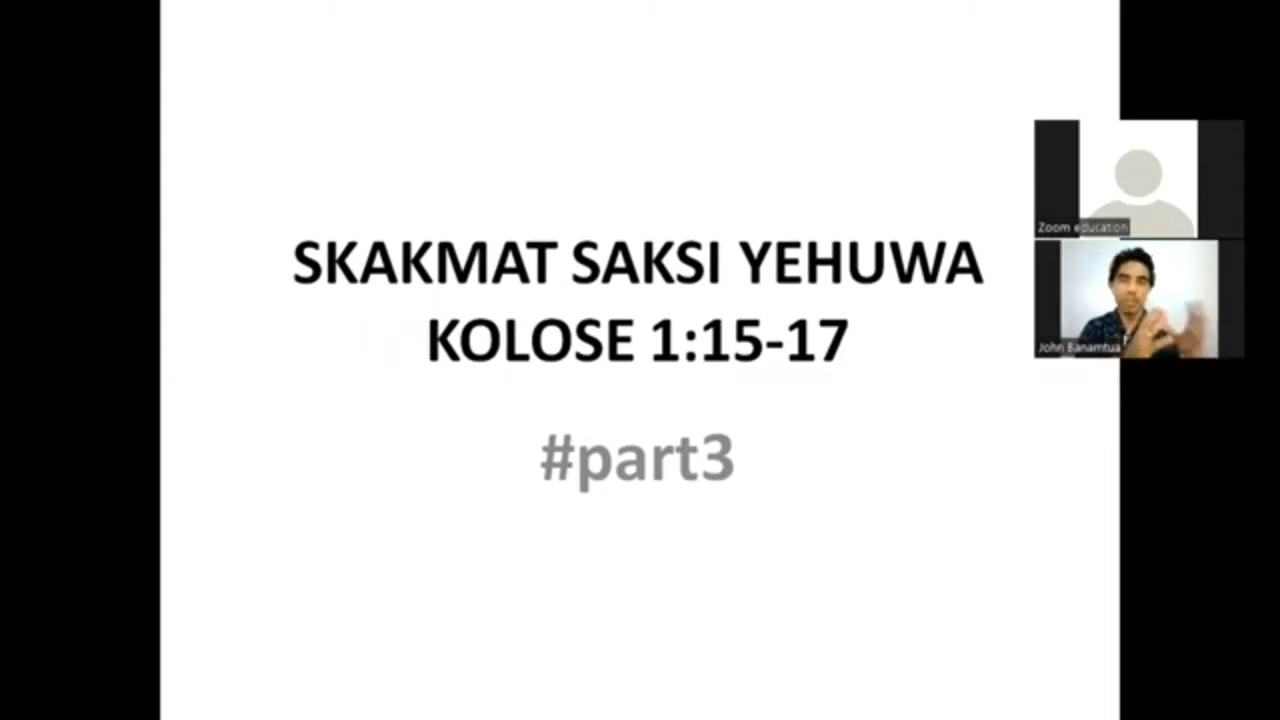 SKAKMAT SAKSI YEHUWA
KOLOSE 1:15-17
#part3
Zoom education
John Banamtua